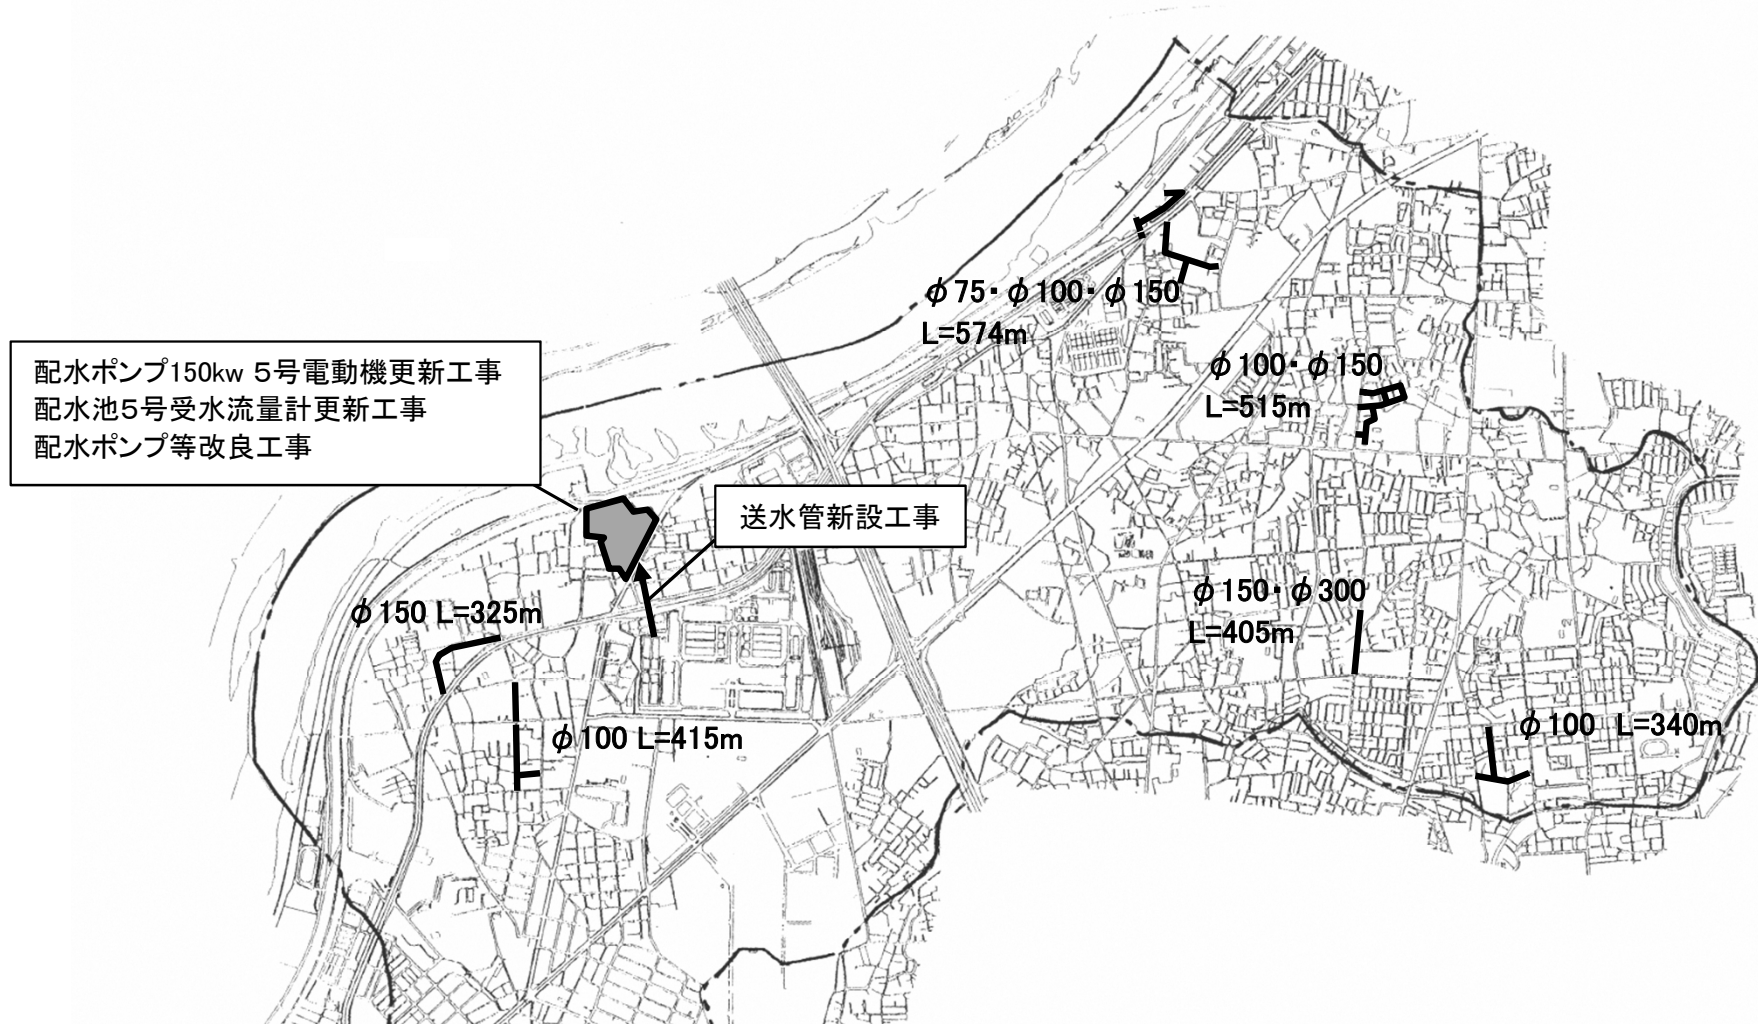 φ75・φ100・φ150
L=574m
φ100・φ150
L=515m
配水ポンプ150kw ５号電動機更新工事
配水池５号受水流量計更新工事
配水ポンプ等改良工事
送水管新設工事
φ150 L=325m
φ150・φ300
L=405m
φ100 L=415m
φ100 L=340m